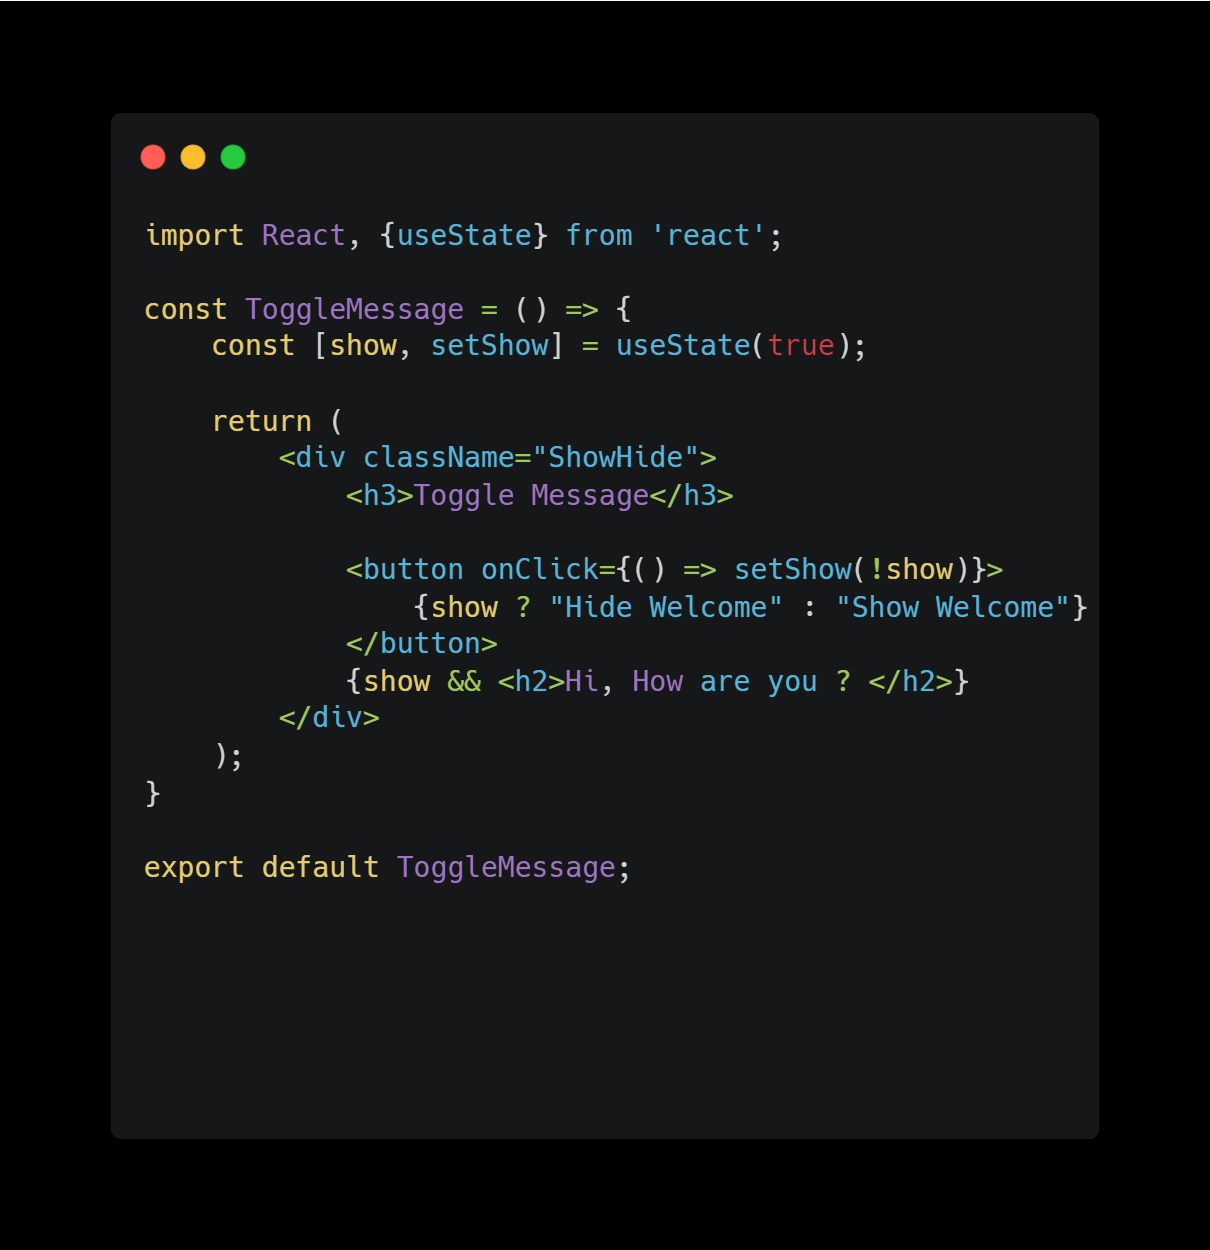 import React, {useState} from 'react';

const ToggleMessage = () => {
    const [show, setShow] = useState(true);

    return (
        <div className="ShowHide">
            <h3>Toggle Message</h3>

            <button onClick={() => setShow(!show)}>
                {show ? "Hide Welcome" : "Show Welcome"}
            </button>
            {show && <h2>Hi, How are you ? </h2>}
        </div>
    );
}

export default ToggleMessage;